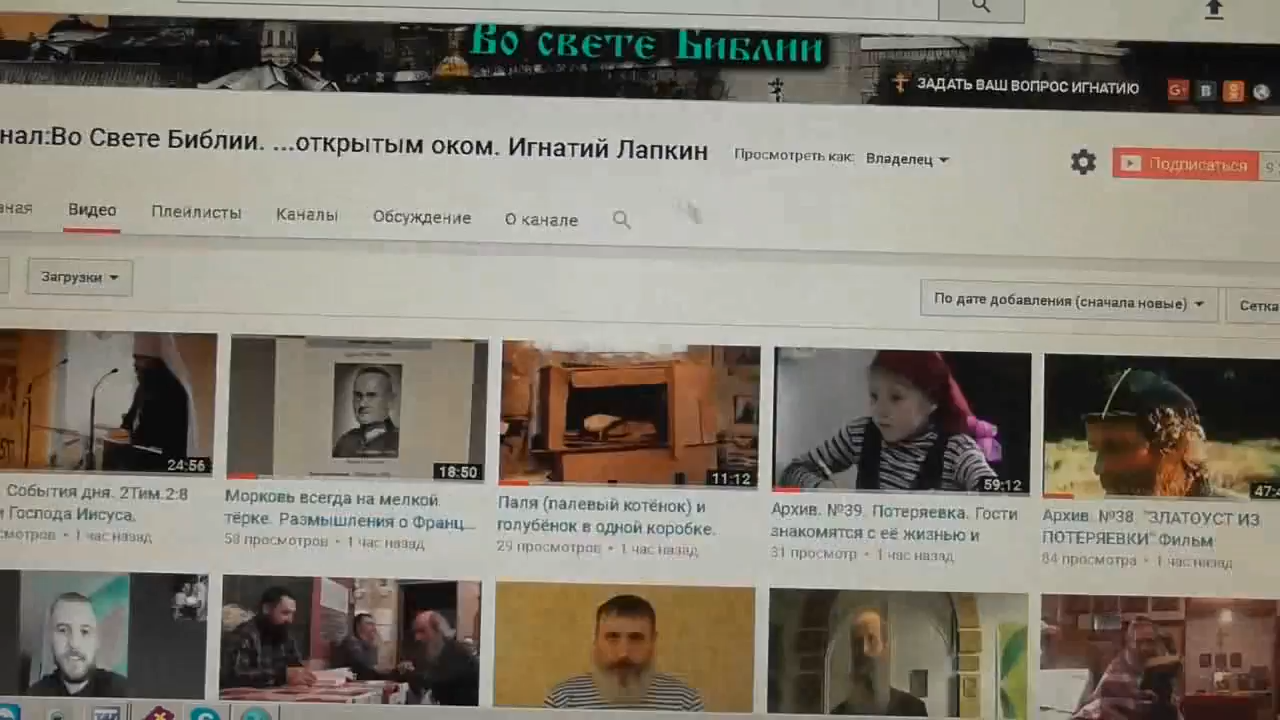 Во свете Библии
ЗАДАТЬ ВАШ ВОПРОС ИГНАТИЮ
нал:Во Свете Библии. ...открытым оком. Игнатий Лапкин
Просмотреть как: Владелец
Подписаться
Видео Плейлисты Каналы Обсуждение О канале
Загрузки
По дате добавления (сначала новые)
Сетка
24:56
18:50
11:12
59:12
События дня. 2Тим.2:8
и Господа Иисуса.
1 час назад
Морковь всегда на мелкой
тёрке. Размышления о Франц...
58 просмотров • 1 час назад
Паля (палевый котёнок) и
голубёнок в одной коробке.
29 просмотров • 1 час назад
Архив. №39. Потеряевка. Гости
знакомятся с её жизнью и
31 просмотр • 1 час назад
Архив. №38. "ЗЛАТОУСТ ИЗ
ПОТЕРЯЕВКИ" Фильм
84 просмотра • 1 час назад